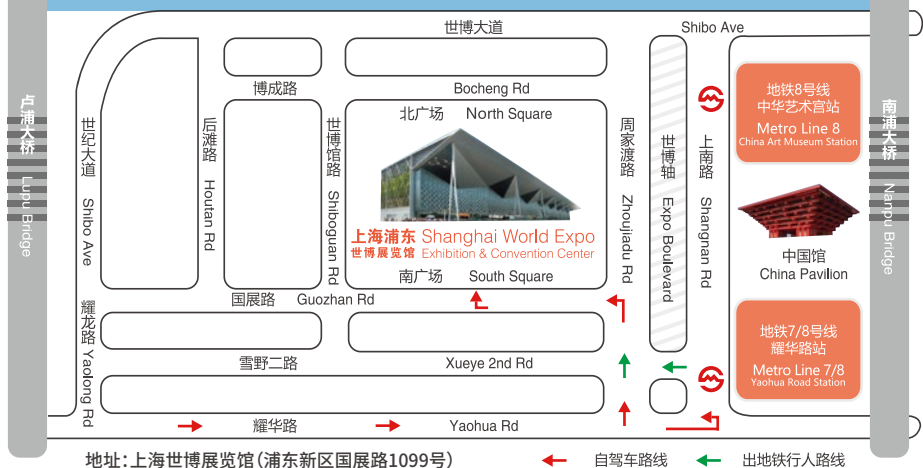 世博大道
Shibo Ave
博成路
Bocheng Rd
卢浦大桥 Lupu Bridge
世纪大道 Shibo Ave
后滩路 Houtan Rd
世博馆路 Shiboguan Rd
北广场 North Square
上海浦东 Shanghai World Expo
世博展览馆 Exhibition & Convention Center
南广场 South Square
周家渡路 Zhoujiadu Rd
世博轴 Expo Boulevard
上南路 Shangnan Rd
地铁8号线
中华艺术宫站
Metro Line 8
China Art Museum Station
南浦大桥 Nanpu Bridge
中国馆
China Pavilion
国展路 Guozhan Rd
耀龙路 Yaolong Rd
地铁7/8号线
耀华路站
Metro Line 7/8
Yaohua Road Station
雪野二路
Xueye 2nd Rd
耀华路
Yaohua Rd
地址：上海世博展览馆（浦东新区国展路1099号）
自驾车路线
出地铁行人路线